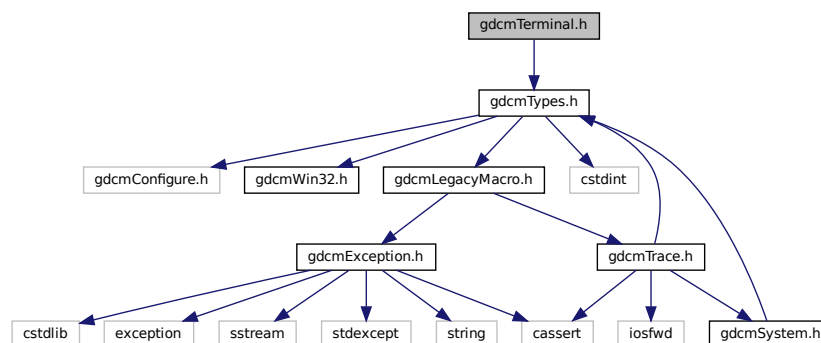 gdcmTerminal.h
gdcmTypes.h
gdcmConfigure.h
gdcmWin32.h
gdcmLegacyMacro.h
cstdint
gdcmException.h
gdcmTrace.h
cstdlib
exception
sstream
stdexcept
string
cassert
iosfwd
gdcmSystem.h